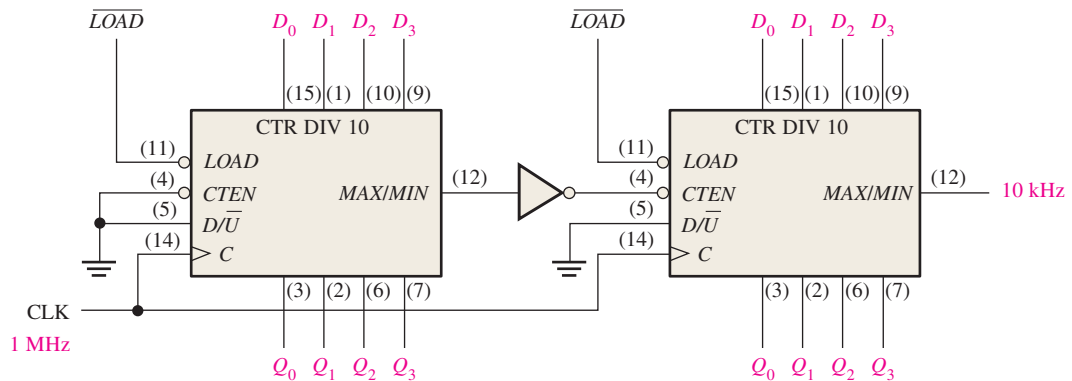 L̅O̅A̅D̅ D₀ D₁ D₂ D₃ L̅O̅A̅D̅ D₀ D₁ D₂ D₃
(15) (1) (10) (9) (15) (1) (10) (9)
CTR DIV 10 CTR DIV 10
(11) LOAD (11) LOAD
(4) CTEN MAX/MIN (12) (4) CTEN MAX/MIN (12) 10 kHz
(5) D/U̅ (5) D/U̅
(14) C (14) C
(3) (2) (6) (7) (3) (2) (6) (7)
CLK
1 MHz
Q₀ Q₁ Q₂ Q₃ Q₀ Q₁ Q₂ Q₃